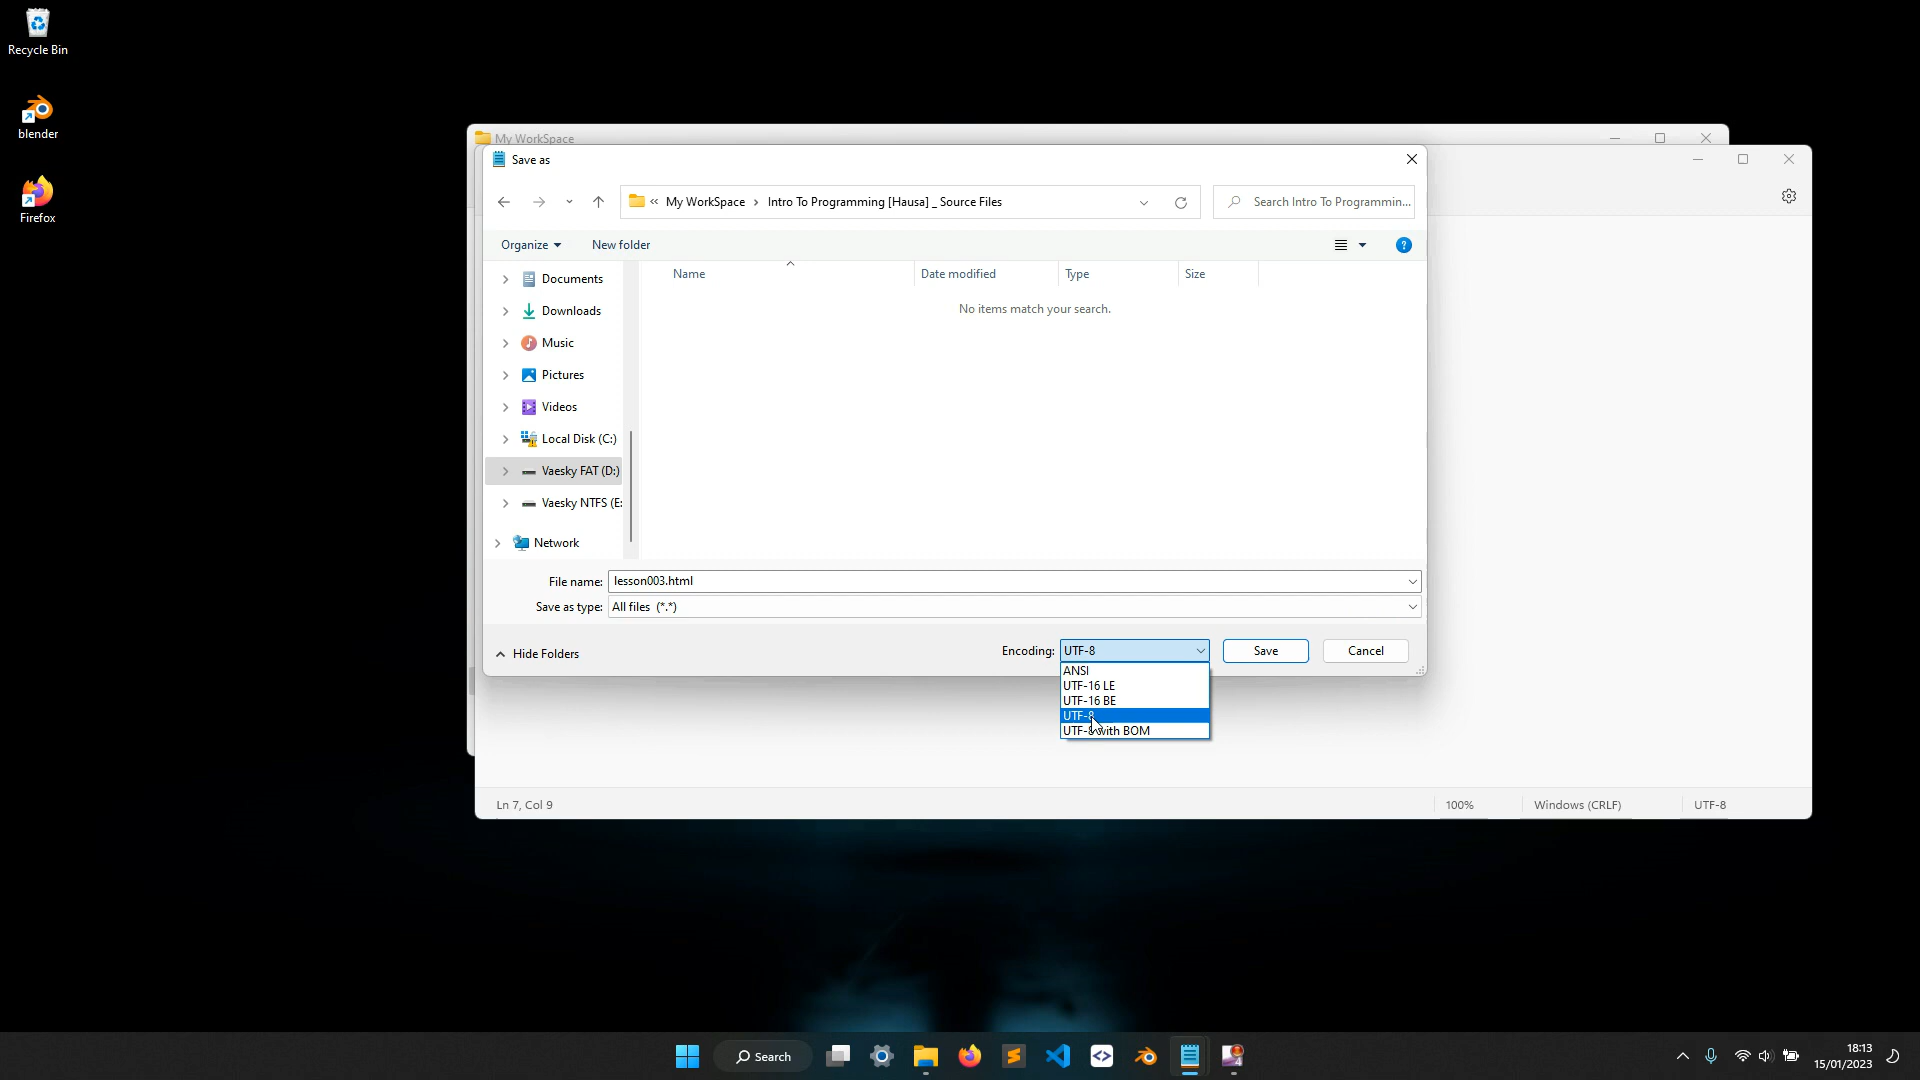 Recycle Bin
blender
Firefox
My WorkSpace
Save as
« My WorkSpace > Intro To Programming [Hausa] _ Source Files
Search Intro To Programmin...
Organize
New folder
?
Name
Date modified
Type
Size
No items match your search.
Documents
Downloads
Music
Pictures
Videos
Local Disk (C:)
Vaesky FAT (D:)
Vaesky NTFS (E:
Network
File name: lesson003.html
Save as type: All files (*.*)
Hide Folders
Encoding: UTF-8
Save
Cancel
ANSI
UTF-16 LE
UTF-16 BE
UTF-8
UTF-8 with BOM
Ln 7, Col 9
100%
Windows (CRLF)
UTF-8
Search
18:13
15/01/2023